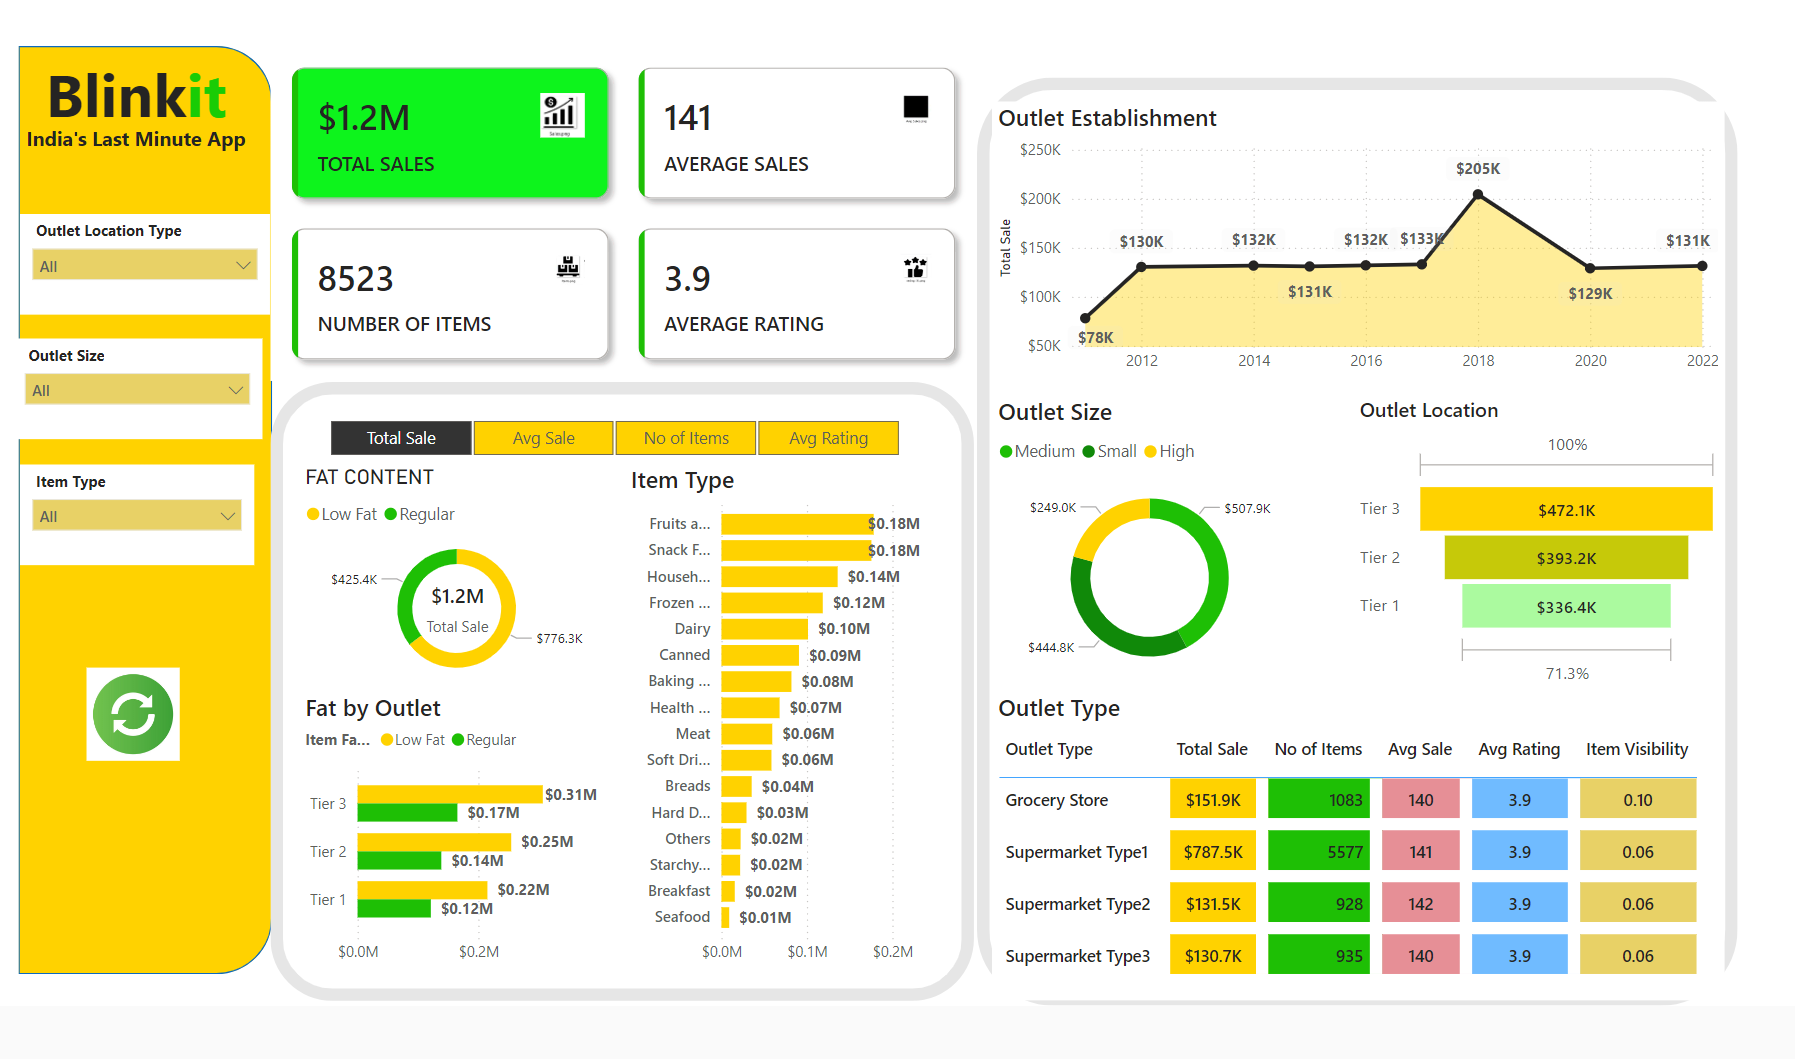 Blinkit
India's Last Minute App
Outlet Location Type
All
Outlet Size
All
Item Type
All
$1.2M
TOTAL SALES
141
AVERAGE SALES
8523
NUMBER OF ITEMS
3.9
AVERAGE RATING
Total Sale
Avg Sale
No of Items
Avg Rating
FAT CONTENT
Low Fat
Regular
$425.4K
$1.2M
Total Sale
$776.3K
Fat by Outlet
Item Fa...
Low Fat
Regular
Tier 3
$0.31M
$0.17M
Tier 2
$0.25M
$0.14M
Tier 1
$0.22M
$0.12M
$0.0M
$0.2M
Item Type
Fruits a... $0.18M
Snack F... $0.18M
Househ... $0.14M
Frozen ... $0.12M
Dairy $0.10M
Canned $0.09M
Baking ... $0.08M
Health ... $0.07M
Meat $0.06M
Soft Dri... $0.06M
Breads $0.04M
Hard D... $0.03M
Others $0.02M
Starchy... $0.02M
Breakfast $0.02M
Seafood $0.01M
$0.0M $0.1M $0.2M
Outlet Establishment
Total Sale
$250K
$200K
$150K
$100K
$50K
$78K
$130K
$132K
$131K
$132K
$133K
$205K
$129K
$131K
2012 2014 2016 2018 2020 2022
Outlet Size
Medium Small High
$249.0K
$507.9K
$444.8K
Outlet Location
100%
Tier 3 $472.1K
Tier 2 $393.2K
Tier 1 $336.4K
71.3%
Outlet Type
Outlet Type Total Sale No of Items Avg Sale Avg Rating Item Visibility
Grocery Store $151.9K 1083 140 3.9 0.10
Supermarket Type1 $787.5K 5577 141 3.9 0.06
Supermarket Type2 $131.5K 928 142 3.9 0.06
Supermarket Type3 $130.7K 935 140 3.9 0.06